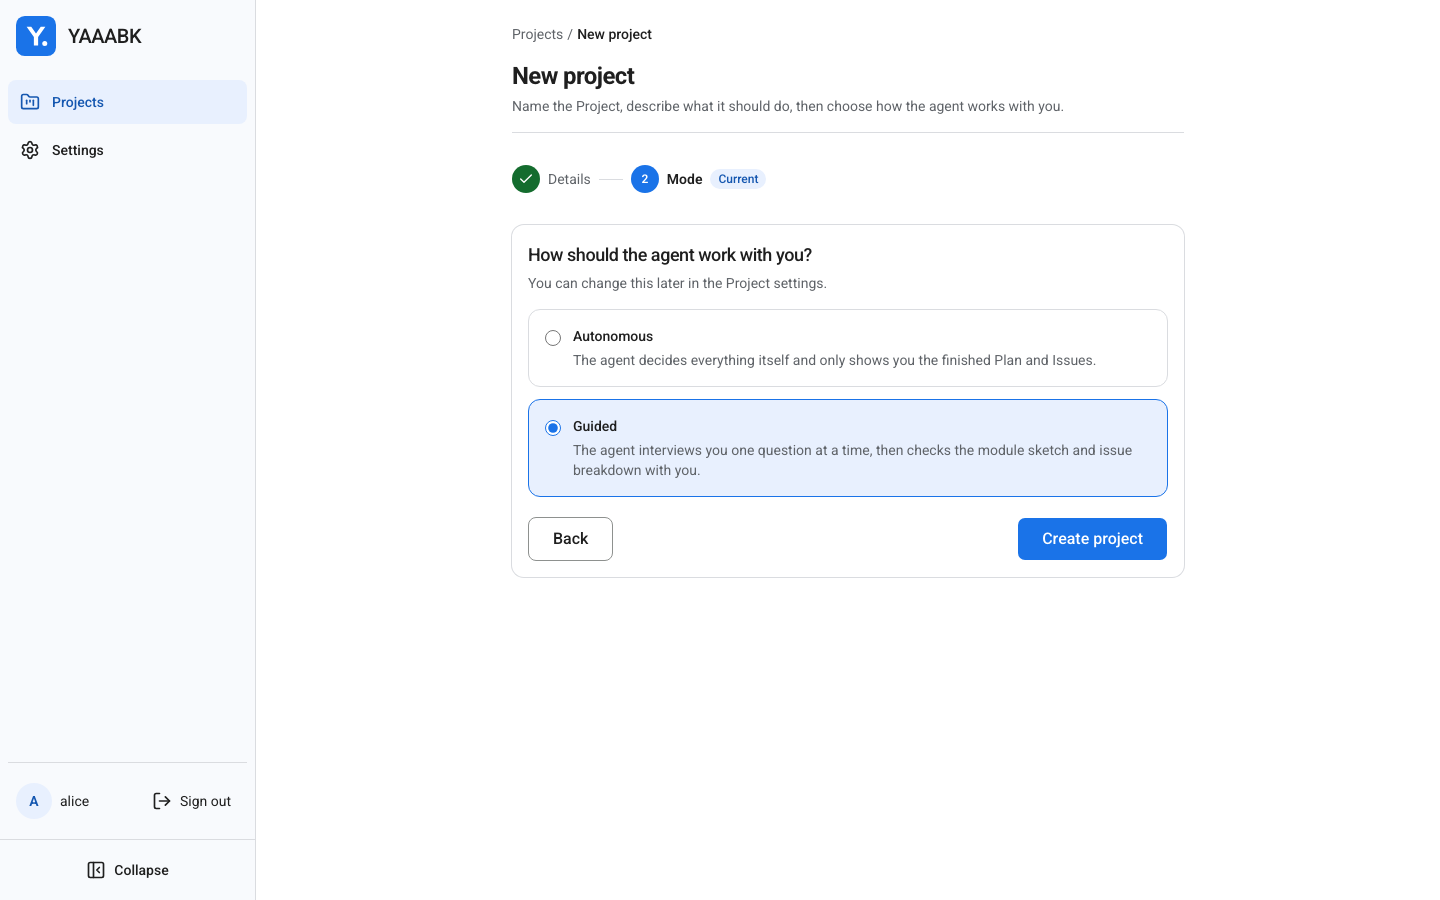 Y.
YAAABK
Projects
Settings
A
alice
Sign out
Collapse
Projects / New project
New project
Name the Project, describe what it should do, then choose how the agent works with you.
Details
2
Mode
Current
How should the agent work with you?
You can change this later in the Project settings.
Autonomous
The agent decides everything itself and only shows you the finished Plan and Issues.
Guided
The agent interviews you one question at a time, then checks the module sketch and issue
breakdown with you.
Back
Create project